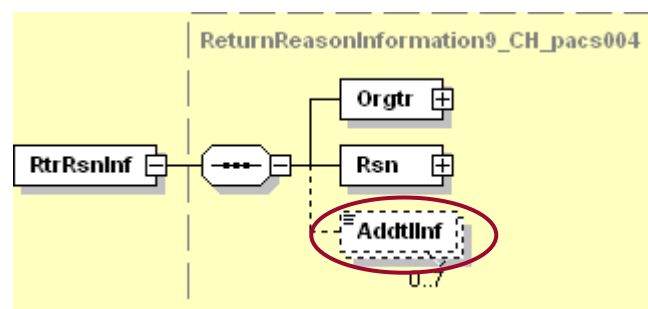 ReturnReasonInformation9_CH_pacs004
Orgtr
RtrRsnInf
Rsn
AddtlInf
0..7